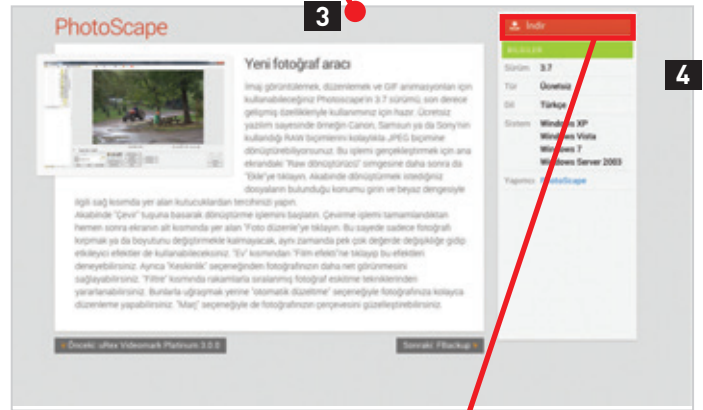 3
PhotoScape
Yeni fotoğraf aracı
İmaj görüntülemek, düzenlemek ve GIF animasyonları için
kullanabileceğiniz Photoscape'in 3.7 sürümü, son derece
gelişmiş özellikleriyle kullanımınız için hazır. Ücretsiz
yazılım sayesinde örneğin Canon, Samsun ya da Sony'nin
kullandığı RAW biçimlerini kolaylıkla JPEG biçimine
dönüştürebiliyorsunuz. Bu işlemi gerçekleştirmek için ana
ekrandaki "Raw dönüştürücü" simgesine daha sonra da
"Ekle"ye tıklayın. Akabinde dönüştürmek istediğiniz
dosyaların bulunduğu konumu girin ve beyaz dengesiyle
ilgili sağ kısımda yer alan kutucuklardan tercihinizi yapın.
Akabinde "Çevir" tuşuna basarak dönüştürme işlemini başlatın. Çevirme işlemi tamamlandıktan
hemen sonra ekranın alt kısmında yer alan "Foto düzenle"ye tıklayın. Bu sayede sadece fotoğrafı
kırpmak ya da boyutunu değiştirmekle kalmayacak, aynı zamanda pek çok değerde değişikliğe gidip
etkileyici efektler de kullanabileceksiniz. "Ev" kısmından "Film efekti"ne tıklayıp bu efektleri
deneyebilirsiniz. Ayrıca "Keskinlik" seçeneğinden fotoğrafınızın daha net görünmesini
sağlayabilirsiniz. "Filtre" kısmında rakamlarla sıralanmış fotoğraf eskitme tekniklerinden
yararlanabilirsiniz. Bunlarla uğraşmak yerine "otomatik düzeltme" seçeneğiyle fotoğrafınıza kolayca
düzenleme yapabilirsiniz. "Marj" seçeneğiyle de fotoğrafınızın çerçevesini güzelleştirebilirsiniz.
« Önceki: uRex Videomark Platinum 3.0.0
Sonraki: FBackup »
İndir
BİLGİLER
4
Sürüm 3.7
Tür Ücretsiz
Dil Türkçe
Sistem Windows XP
Windows Vista
Windows 7
Windows Server 2003
Yapımcı PhotoScape